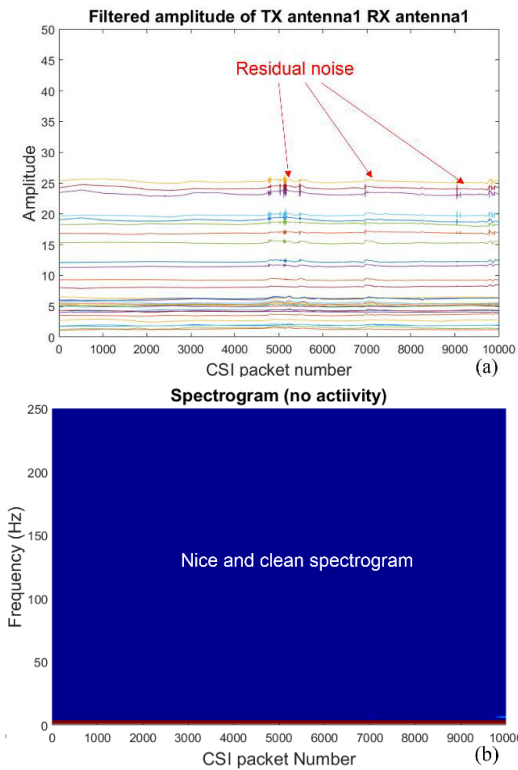 Filtered amplitude of TX antenna1 RX antenna1
50
45
40
35
30
25
20
15
10
5
0
Amplitude
Residual noise
0 1000 2000 3000 4000 5000 6000 7000 8000 9000 10000
CSI packet number
(a)
Spectrogram (no actiivity)
250
200
150
100
50
0
Frequency (Hz)
Nice and clean spectrogram
0 1000 2000 3000 4000 5000 6000 7000 8000 9000 10000
CSI packet Number
(b)